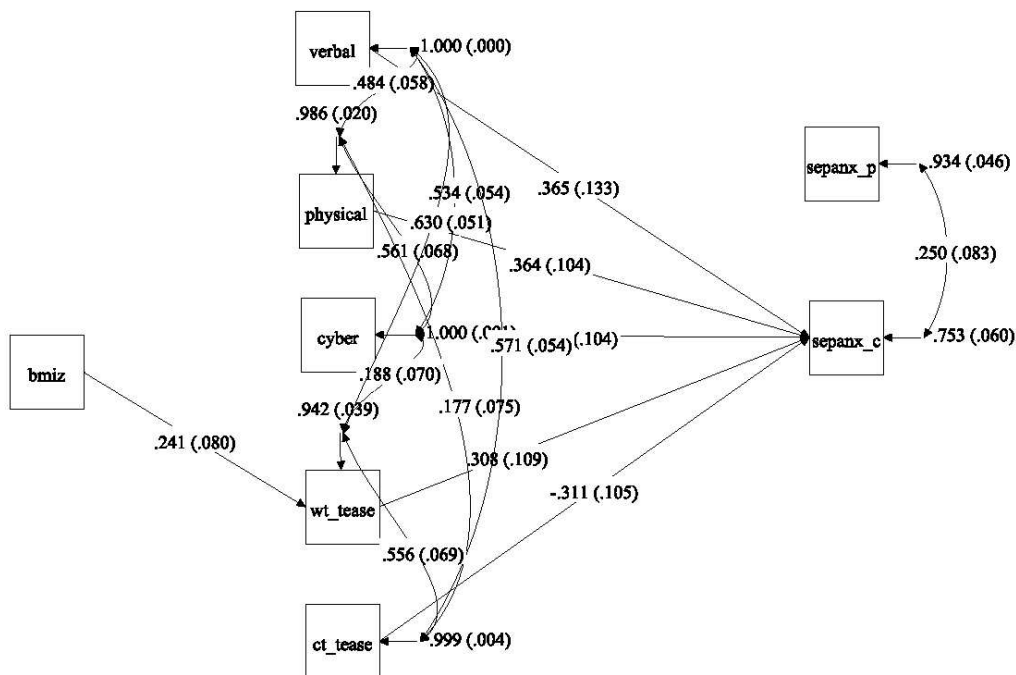 verbal
1.000 (.000)
.484 (.058)
.986 (.020)
physical
.534 (.054)
.630 (.051)
.561 (.068)
.365 (.133)
.364 (.104)
sepanx_p
.934 (.046)
.250 (.083)
cyber
1.000
.571 (.054)
(.104)
sepanx_c
.753 (.060)
bmiz
.188 (.070)
.942 (.039)
.177 (.075)
.241 (.080)
.308 (.109)
wt_tease
-.311 (.105)
.556 (.069)
ct_tease
.999 (.004)